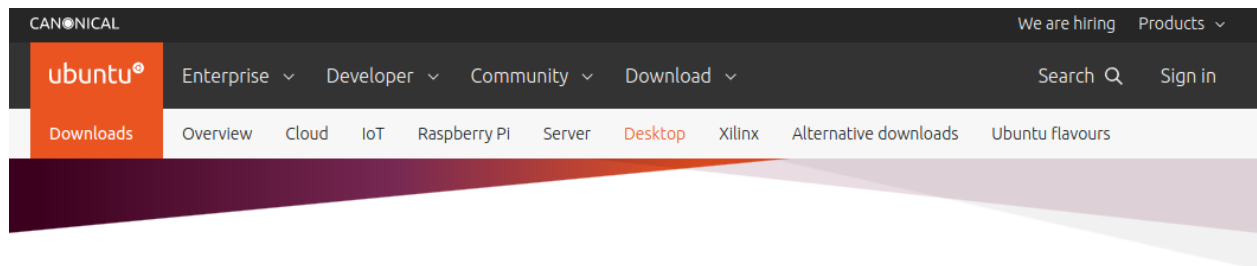 CANONICAL We are hiring Products
ubuntu Enterprise Developer Community Download Search Sign in
Downloads Overview Cloud IoT Raspberry Pi Server Desktop Xilinx Alternative downloads Ubuntu flavours